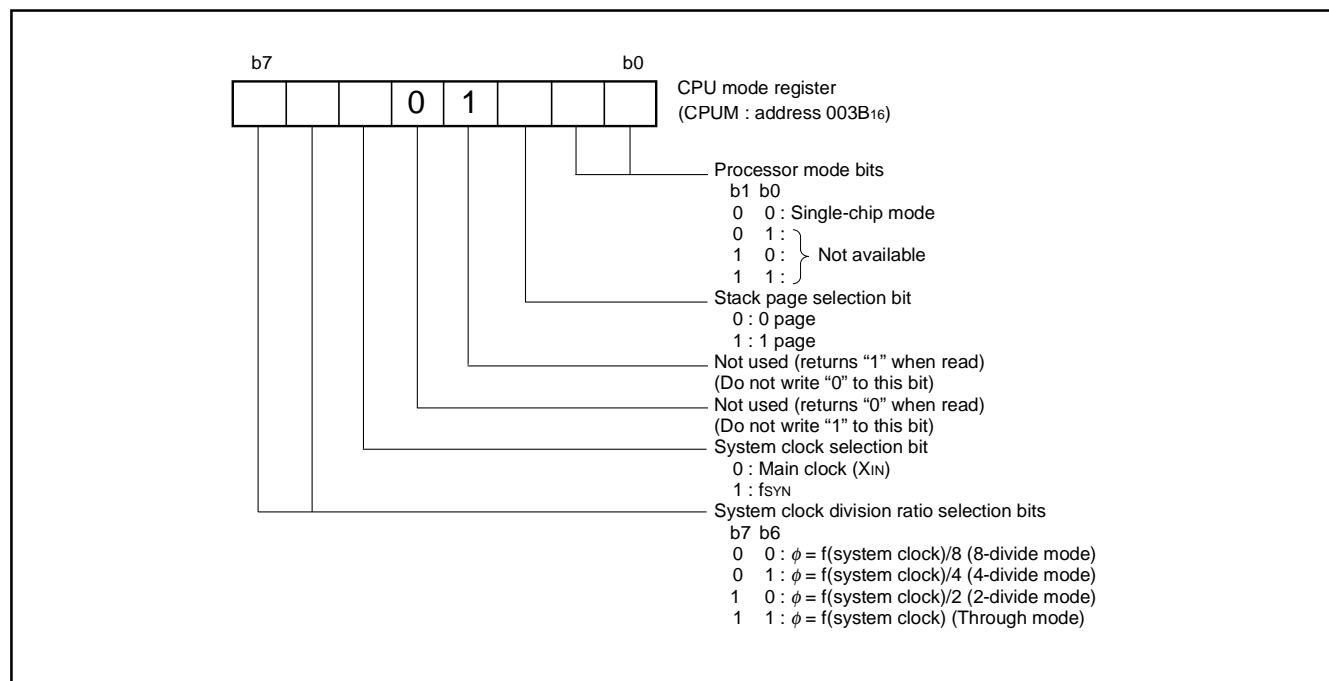 b7 b0
0 1
CPU mode register
(CPUM : address 003B16)
Processor mode bits
b1 b0
0 0 : Single-chip mode
0 1 :
1 0 : Not available
1 1 :
Stack page selection bit
0 : 0 page
1 : 1 page
Not used (returns “1” when read)
(Do not write “0” to this bit)
Not used (returns “0” when read)
(Do not write “1” to this bit)
System clock selection bit
0 : Main clock (XIN)
1 : fSYN
System clock division ratio selection bits
b7 b6
0 0 : ϕ = f(system clock)/8 (8-divide mode)
0 1 : ϕ = f(system clock)/4 (4-divide mode)
1 0 : ϕ = f(system clock)/2 (2-divide mode)
1 1 : ϕ = f(system clock) (Through mode)